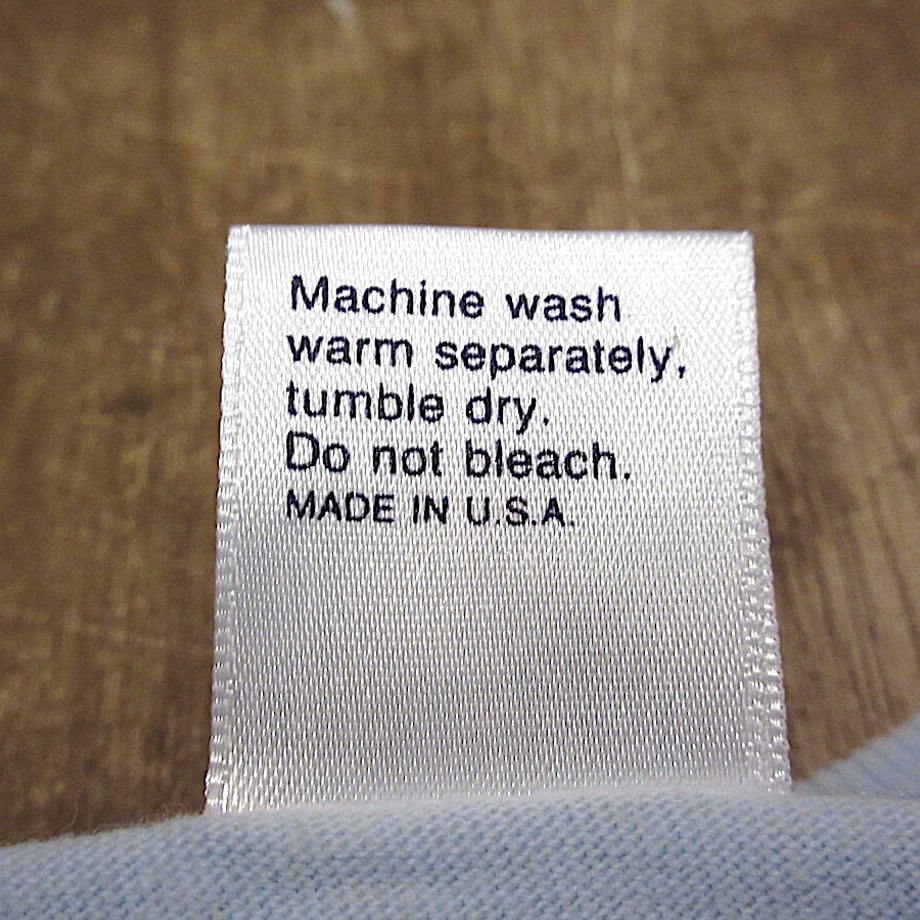 Machine wash
warm separately,
tumble dry.
Do not bleach.
MADE IN U.S.A.